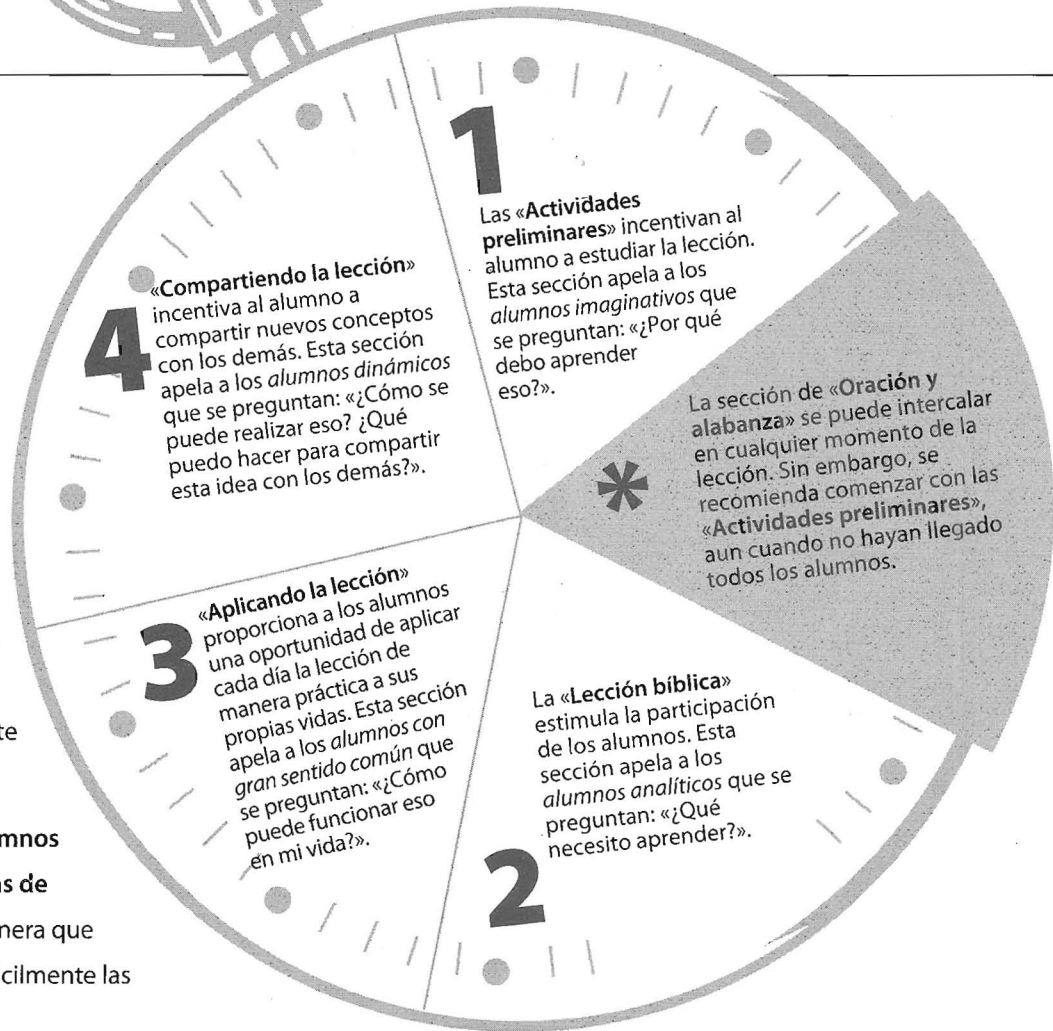 1
Las «Actividades
preliminares» incentivan al
alumno a estudiar la lección.
Esta sección apela a los
alumnos imaginativos que
se preguntan: «¿Por qué
debo aprender
eso?».
*
La sección de «Oración y
alabanza» se puede intercalar
en cualquier momento de la
lección. Sin embargo, se
recomienda comenzar con las
«Actividades preliminares»,
aun cuando no hayan llegado
todos los alumnos.
2
La «Lección bíblica»
estimula la participación
de los alumnos. Esta
sección apela a los
alumnos analíticos que se
preguntan: «¿Qué
necesito aprender?».
3
«Aplicando la lección»
proporciona a los alumnos
una oportunidad de aplicar
cada día la lección de
manera práctica a sus
propias vidas. Esta sección
apela a los alumnos con
gran sentido común que
se preguntan: «¿Cómo
puede funcionar eso
en mi vida?».
4
«Compartiendo la lección»
incentiva al alumno a
compartir nuevos conceptos
con los demás. Esta sección
apela a los alumnos dinámicos
que se preguntan: «¿Cómo se
puede realizar eso? ¿Qué
puedo hacer para compartir
esta idea con los demás?».
te
mnos
s de
nera que
cilmente las